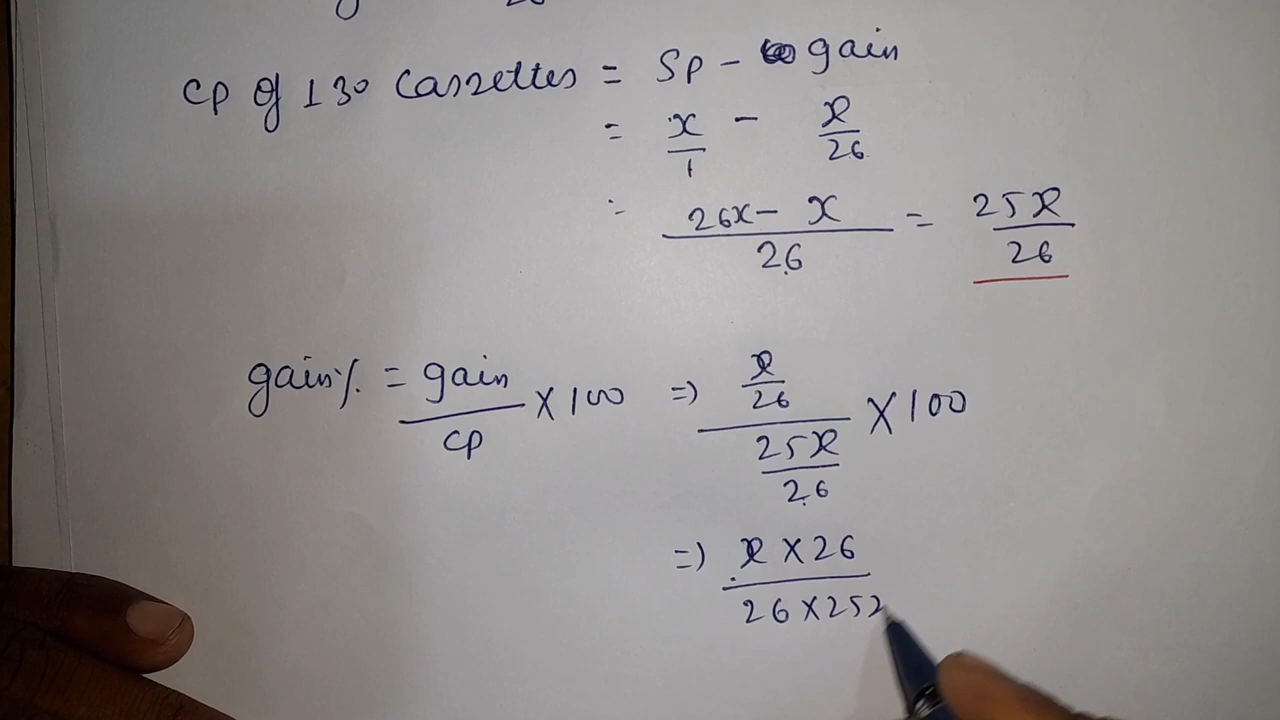 CP of 130 Cassettes = SP - gain
= x/1 - x/26
= 26x - x/26 = 25x/26
gain% = gain/CP × 100 => x/26/25x/26 × 100
=> x × 26/26 × 25